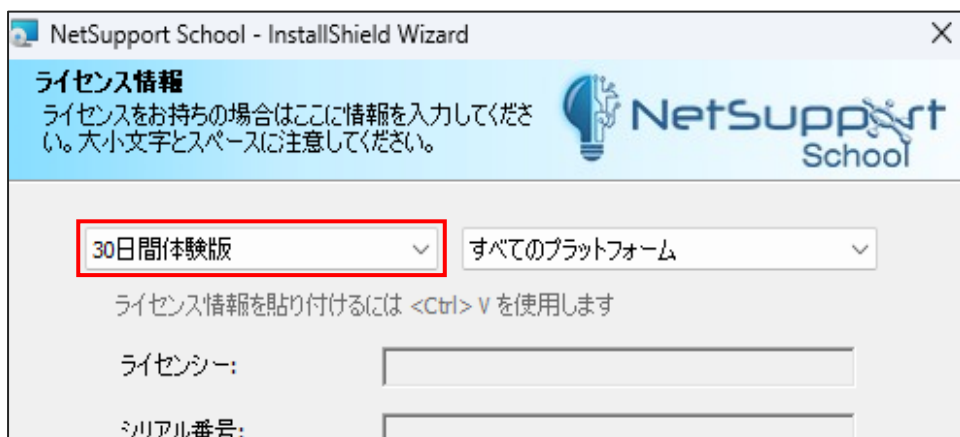 NetSupport School - InstallShield Wizard
ライセンス情報
ライセンスをお持ちの場合はここに情報を入力してくださ
い。大小文字とスペースに注意してください。
NetSupport
School
30日間体験版
すべてのプラットフォーム
ライセンス情報を貼り付けるには <Ctrl> V を使用します
ライセンシー:
シリアル番号: